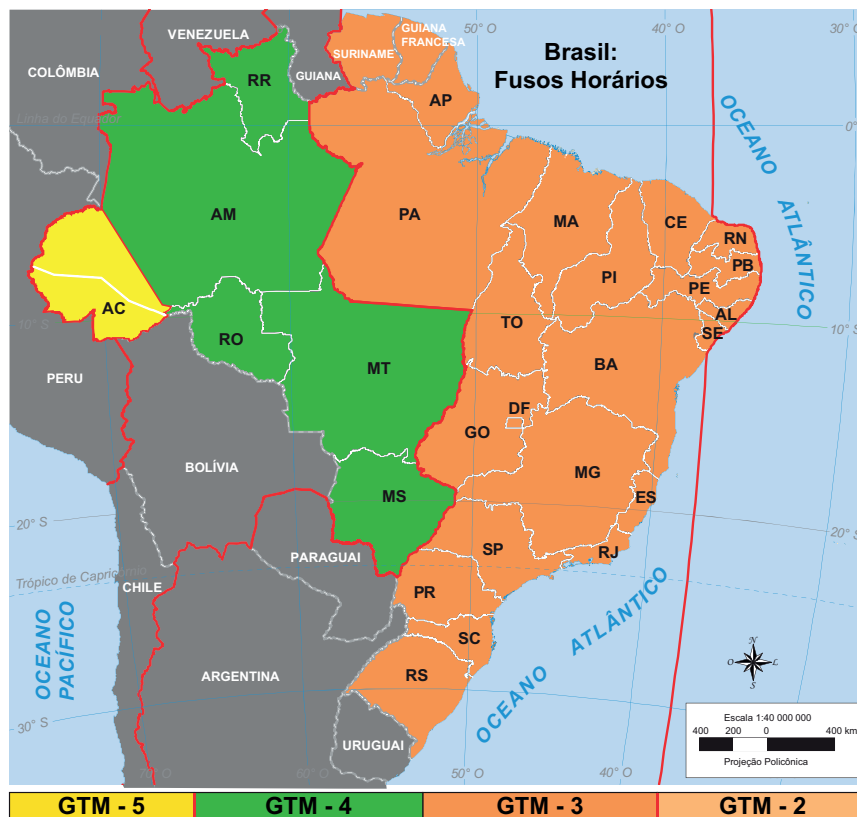 Brasil:
Fusos Horários
VENEZUELA
COLÔMBIA
GUIANA
SURINAME
GUIANA
FRANCESA
50° O
40° O
30° O
RR
AP
Linha do Equador
0°
OCEANO ATLÂNTICO
AM
PA
MA
CE
RN
PB
PI
PE
AL
SE
AC
TO
10° S
10° S
RO
MT
BA
PERU
DF
GO
BOLÍVIA
MG
MS
ES
20° S
20° S
PARAGUAI
SP
RJ
Trópico de Capricórnio
CHILE
PR
OCEANO
PACÍFICO
OCEANO ATLÂNTICO
SC
ARGENTINA
RS
N
O
L
S
30° S
URUGUAI
Escala 1:40 000 000
400 200 0 400 km
Projeção Policônica
70° O
60° O
50° O
40° O
GTM - 5
GTM - 4
GTM - 3
GTM - 2